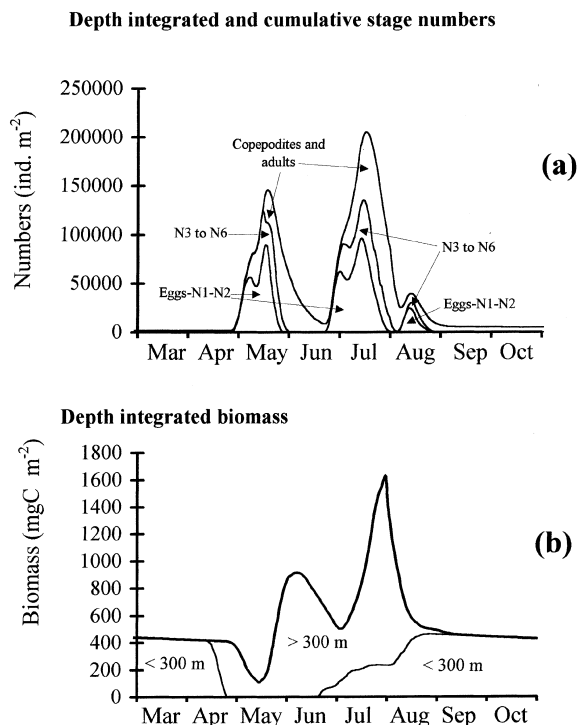 Depth integrated and cumulative stage numbers
Numbers (ind. m-2)
250000
200000
150000
100000
50000
0
Copepodites and
adults
N3 to N6
Eggs-N1-N2
N3 to N6
Eggs-N1-N2
(a)
Mar Apr May Jun Jul Aug Sep Oct
Depth integrated biomass
Biomass (mgC m-2)
1800
1600
1400
1200
1000
800
600
400
200
0
< 300 m
> 300 m
< 300 m
(b)
Mar Apr May Jun Jul Aug Sep Oct